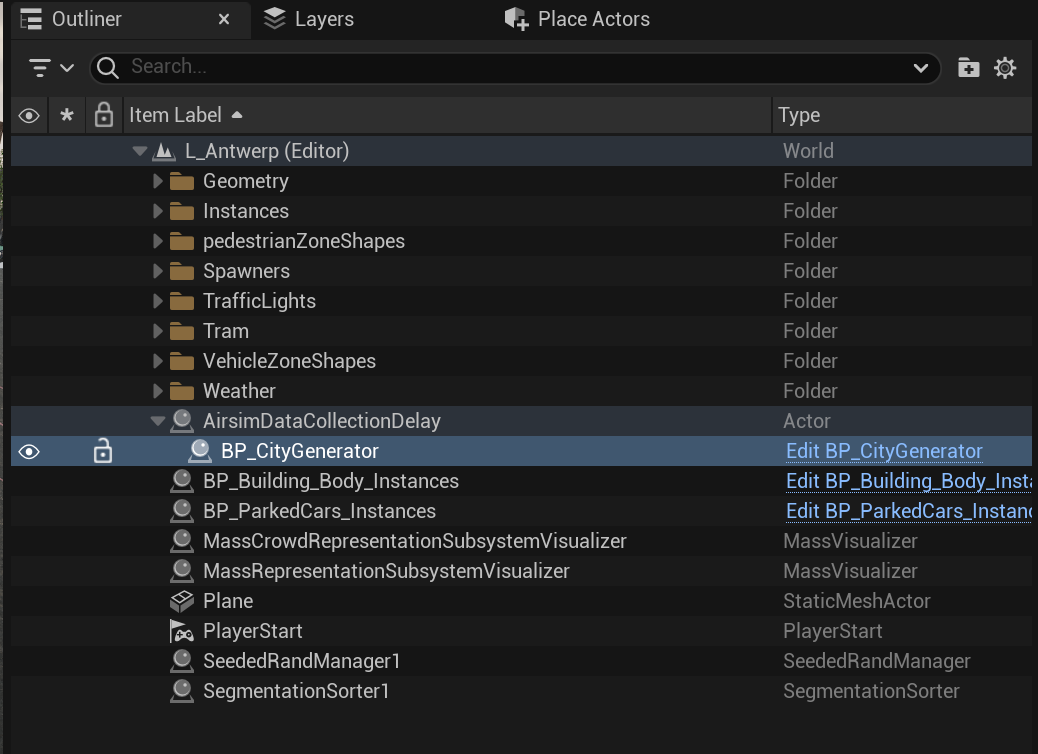 Outliner Layers Place Actors
Search...
Item Label Type
L_Antwerp (Editor) World
Geometry Folder
Instances Folder
pedestrianZoneShapes Folder
Spawners Folder
TrafficLights Folder
Tram Folder
VehicleZoneShapes Folder
Weather Folder
AirsimDataCollectionDelay Actor
BP_CityGenerator Edit BP_CityGenerator
BP_Building_Body_Instances Edit BP_Building_Body_Insta
BP_ParkedCars_Instances Edit BP_ParkedCars_Instanc
MassCrowdRepresentationSubsystemVisualizer MassVisualizer
MassRepresentationSubsystemVisualizer MassVisualizer
Plane StaticMeshActor
PlayerStart PlayerStart
SeededRandManager1 SeededRandManager
SegmentationSorter1 SegmentationSorter